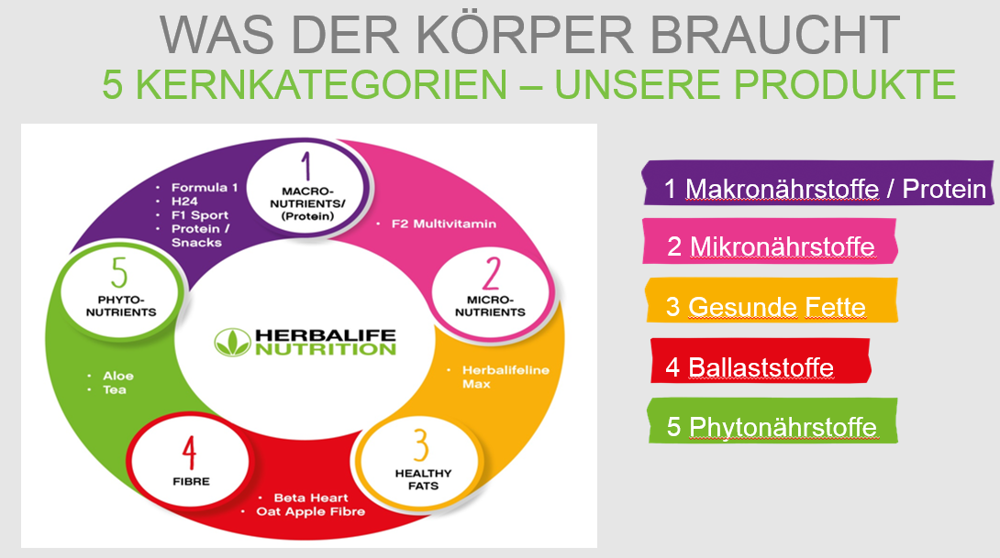 WAS DER KÖRPER BRAUCHT
5 KERNKATEGORIEN – UNSERE PRODUKTE
1
MACRO-
NUTRIENTS/
(Protein)
• Formula 1
• H24
• F1 Sport
• Protein /
Snacks
• F2 Multivitamin
2
MICRO-
NUTRIENTS
• Herbalifeline
Max
3
HEALTHY
FATS
• Beta Heart
• Oat Apple Fibre
4
FIBRE
• Aloe
• Tea
5
PHYTO-
NUTRIENTS
HERBALIFE
NUTRITION
1 Makronährstoffe / Protein
2 Mikronährstoffe
3 Gesunde Fette
4 Ballaststoffe
5 Phytonährstoffe